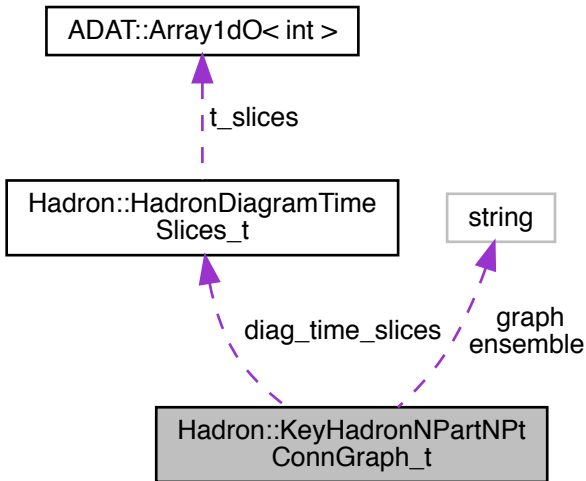 ADAT::Array1dO< int >
t_slices
Hadron::HadronDiagramTime
Slices_t
string
diag_time_slices
graph
ensemble
Hadron::KeyHadronNPartNPt
ConnGraph_t